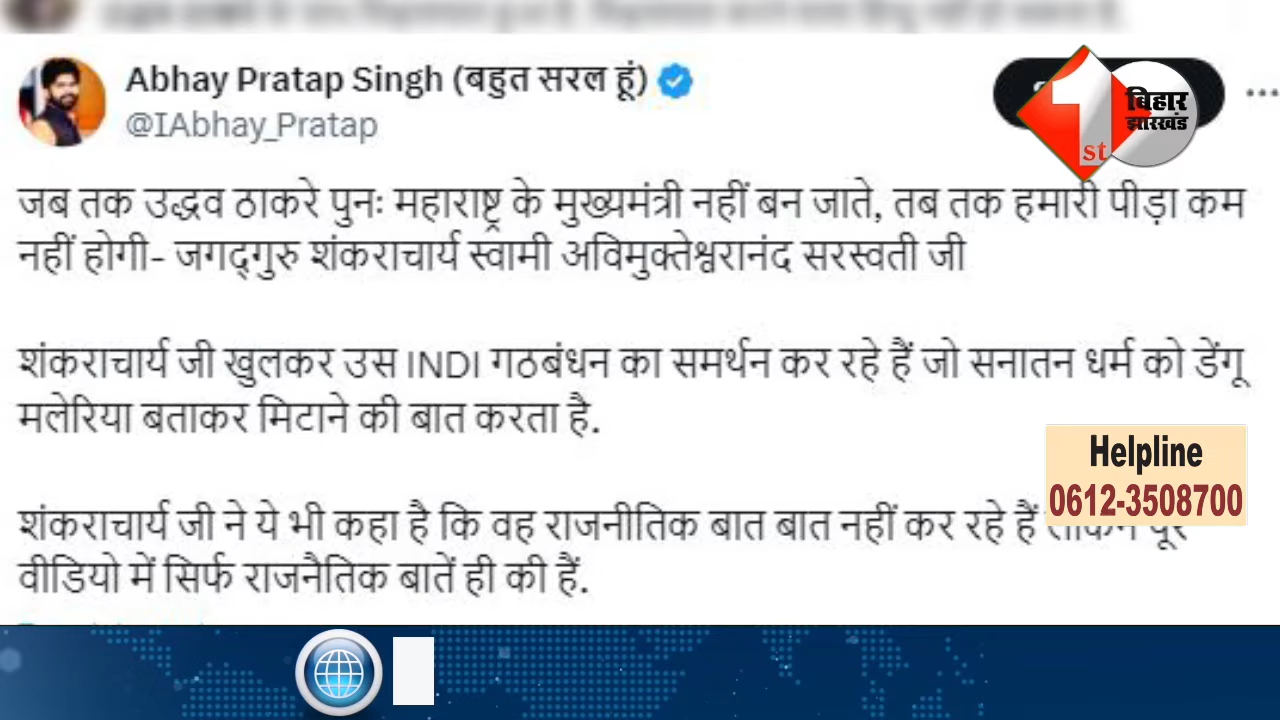 Abhay Pratap Singh (बहुत सरल हूं)
@IAbhay_Pratap
1st
बिहार
झारखंड
जब तक उद्धव ठाकरे पुनः महाराष्ट्र के मुख्यमंत्री नहीं बन जाते, तब तक हमारी पीड़ा कम
नहीं होगी- जगद्गुरु शंकराचार्य स्वामी अविमुक्तेश्वरानंद सरस्वती जी
शंकराचार्य जी खुलकर उस INDI गठबंधन का समर्थन कर रहे हैं जो सनातन धर्म को डेंगू
मलेरिया बताकर मिटाने की बात करता है.
Helpline
0612-3508700
शंकराचार्य जी ने ये भी कहा है कि वह राजनीतिक बात बात नहीं कर रहे हैं
वीडियो में सिर्फ राजनैतिक बातें ही की हैं.